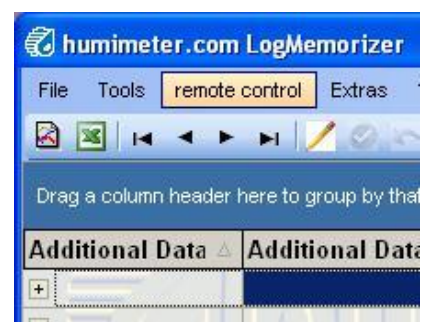 humimeter.com LogMemorizer
File Tools remote control Extras
Drag a column header here to group by that
Additional Data Additional Data